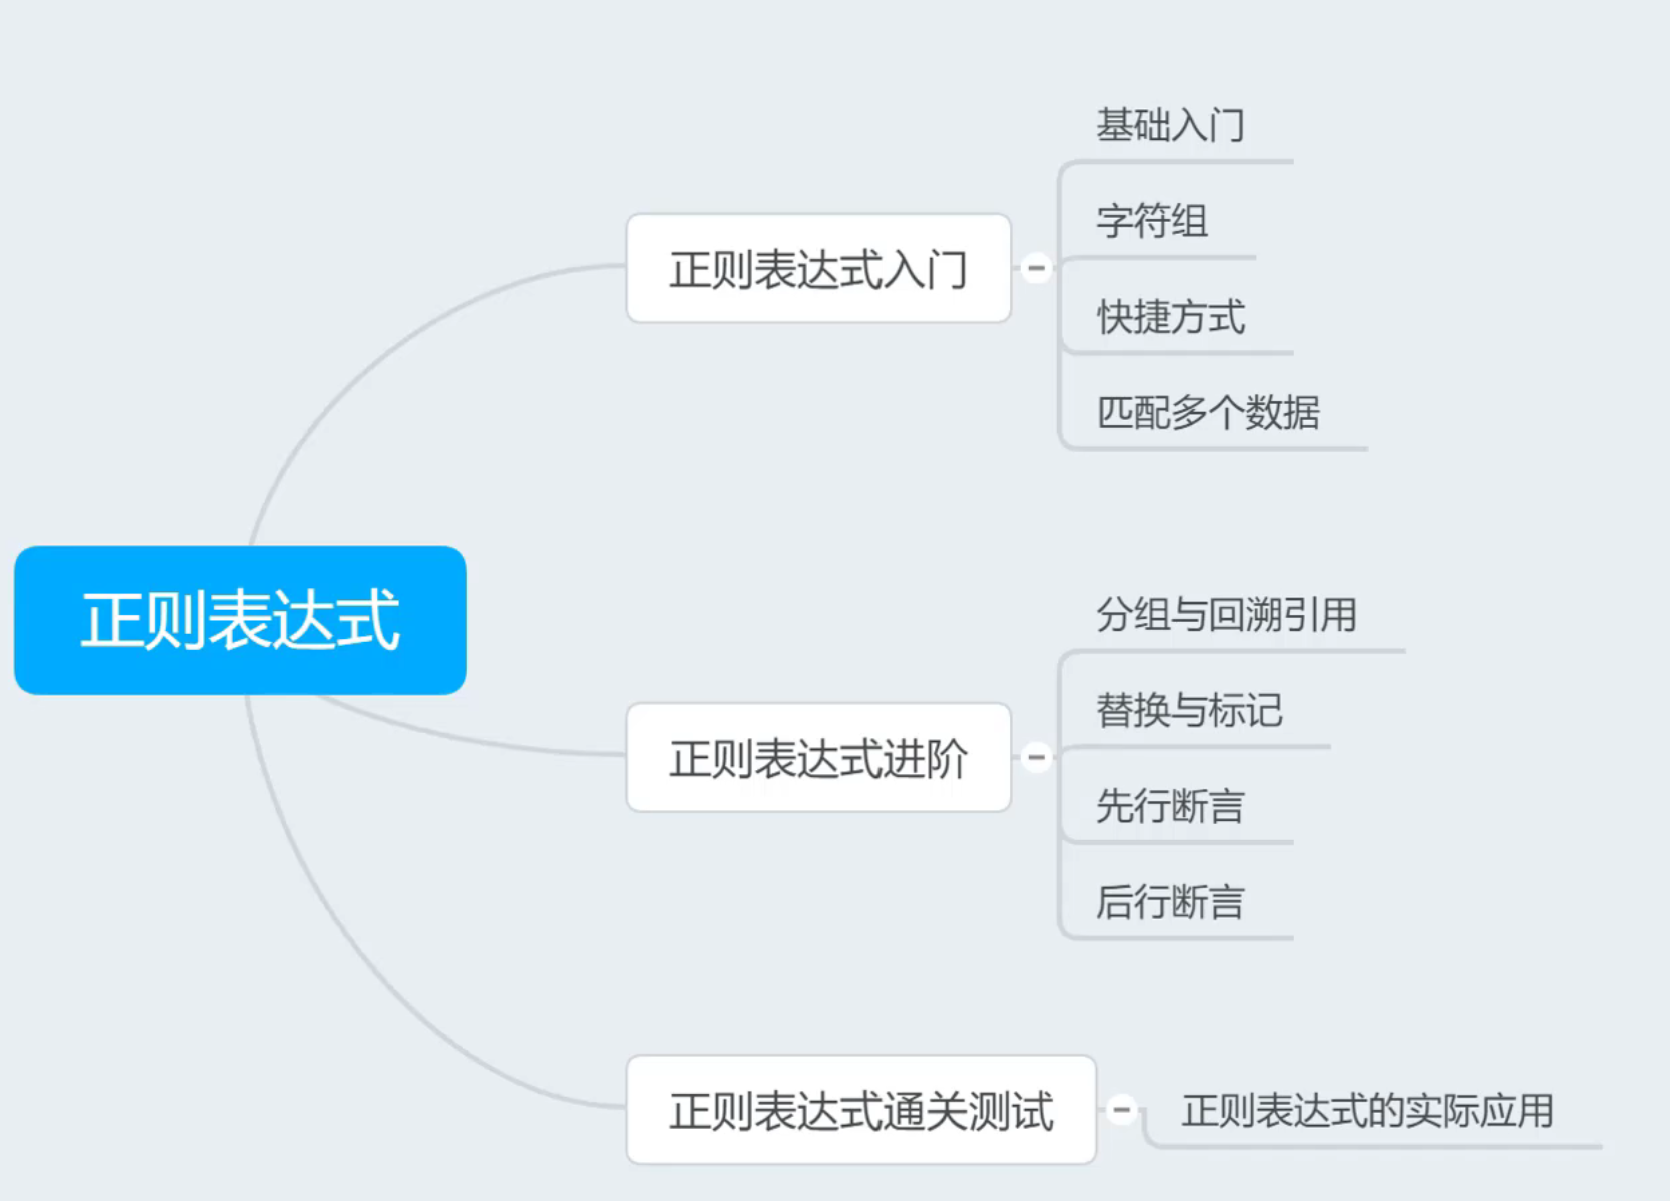 正则表达式
正则表达式入门
基础入门
字符组
快捷方式
匹配多个数据
正则表达式进阶
分组与回溯引用
替换与标记
先行断言
后行断言
正则表达式通关测试
正则表达式的实际应用